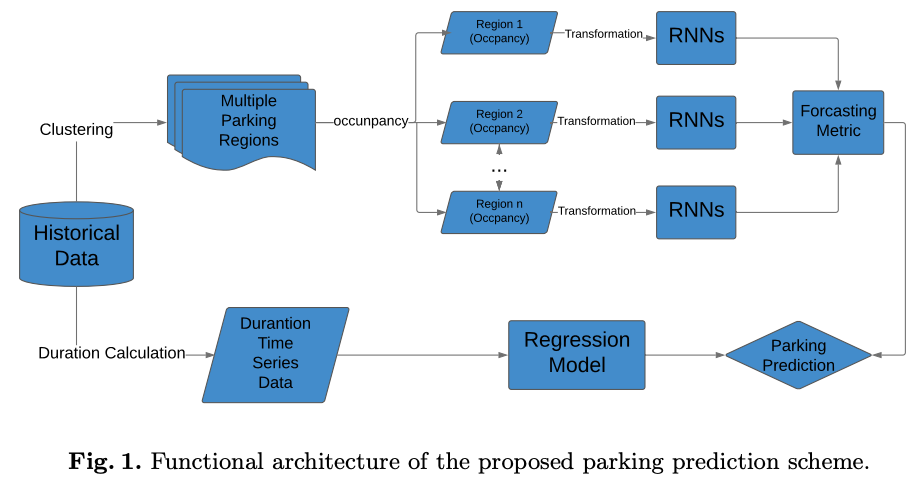 Region 1
(Occpancy)
Transformation
RNNs
Multiple
Parking
Regions
Clustering
occunpancy
Region 2
(Occpancy)
Transformation
RNNs
Forcasting
Metric
...
Region n
(Occpancy)
Transformation
RNNs
Historical
Data
Duration Calculation
Durantion
Time
Series
Data
Regression
Model
Parking
Prediction
Fig. 1. Functional architecture of the proposed parking prediction scheme.